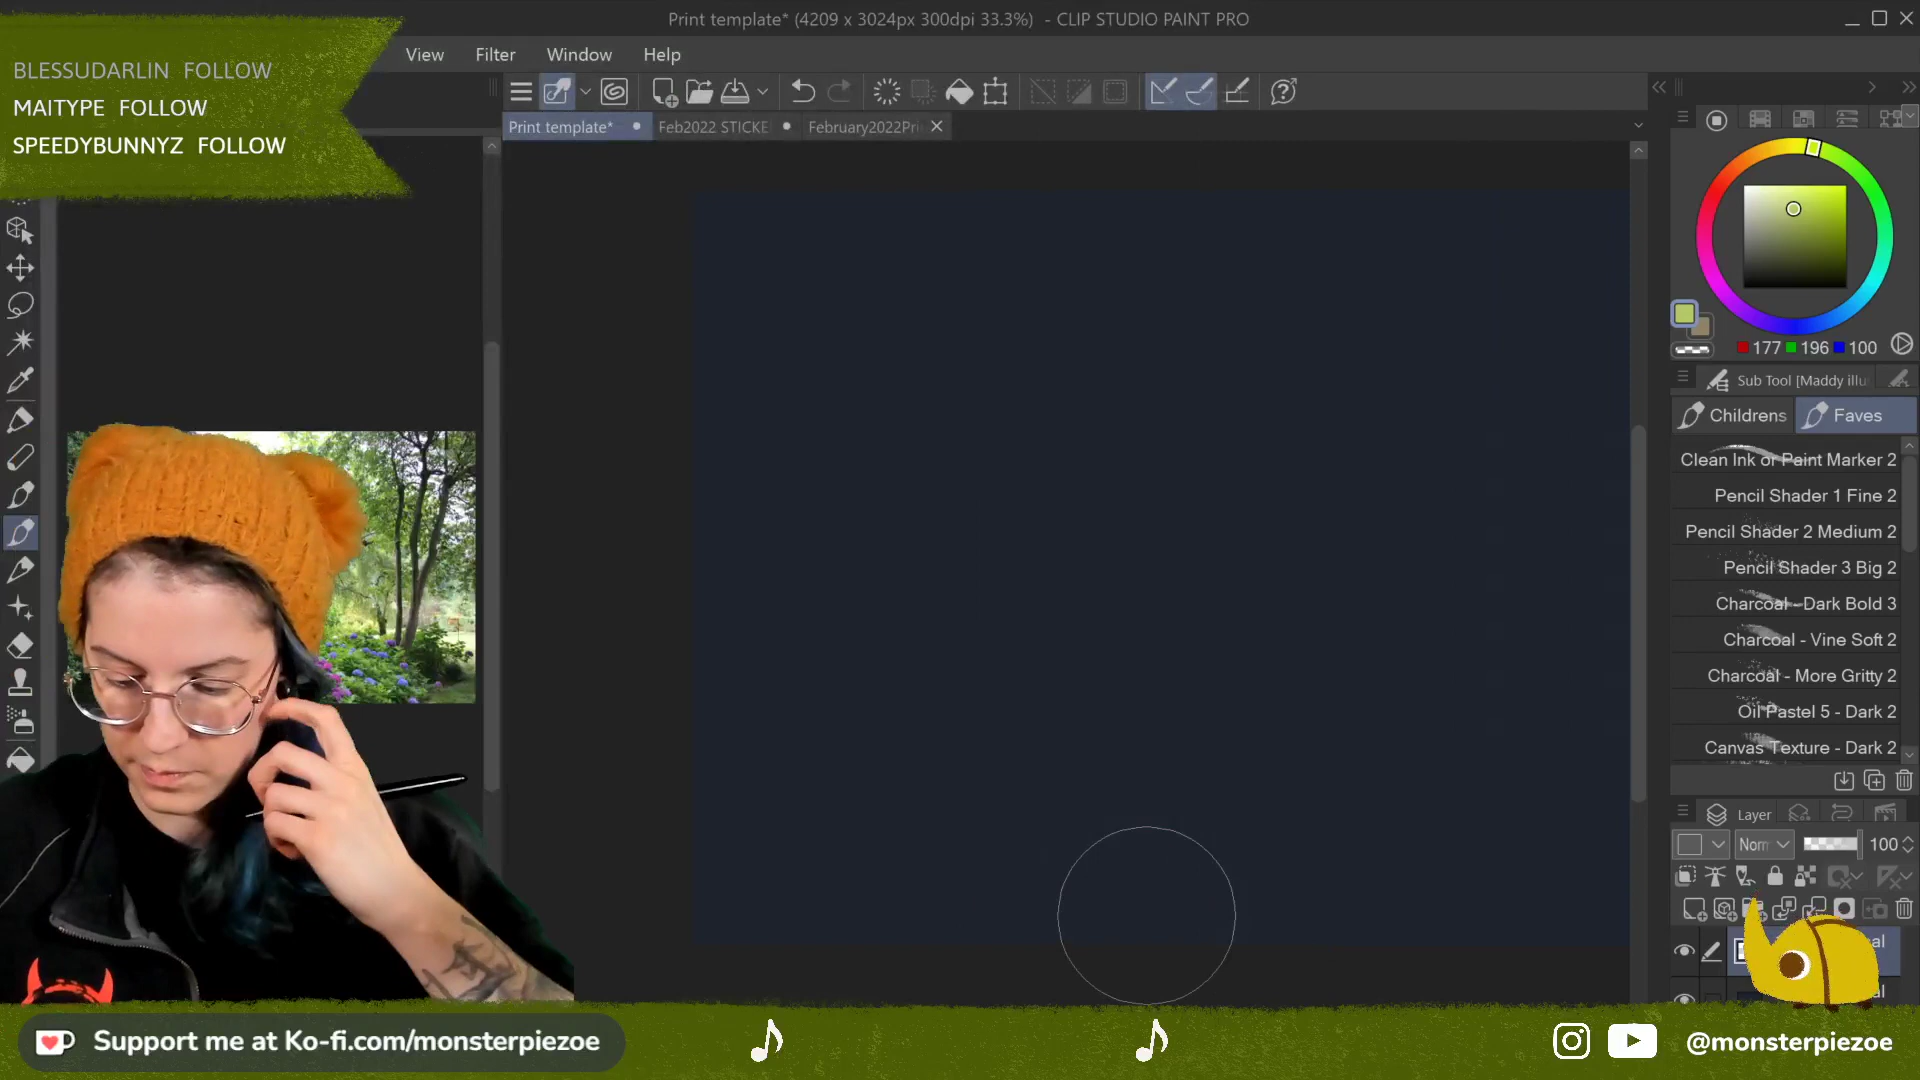 Print template* (4209 x 3024px 300dpi 33.3%) - CLIP STUDIO PAINT PRO
BLESSUDARLIN FOLLOW
MAITYPE FOLLOW
SPEEDYBUNNYZ FOLLOW
View Filter Window Help
Print template* Feb2022 STICKE February2022Pri
177 196 100
Sub Tool [Maddy illu
Childrens Faves
Clean Ink or Paint Marker 2
Pencil Shader 1 Fine 2
Pencil Shader 2 Medium 2
Pencil Shader 3 Big 2
Charcoal -Dark Bold 3
Charcoal - Vine Soft 2
Charcoal - More Gritty 2
Oil Pastel 5 - Dark 2
Canvas Texture - Dark 2
Layer
Norm 100
al
al
Support me at Ko-fi.com/monsterpiezoe
@monsterpiezoe